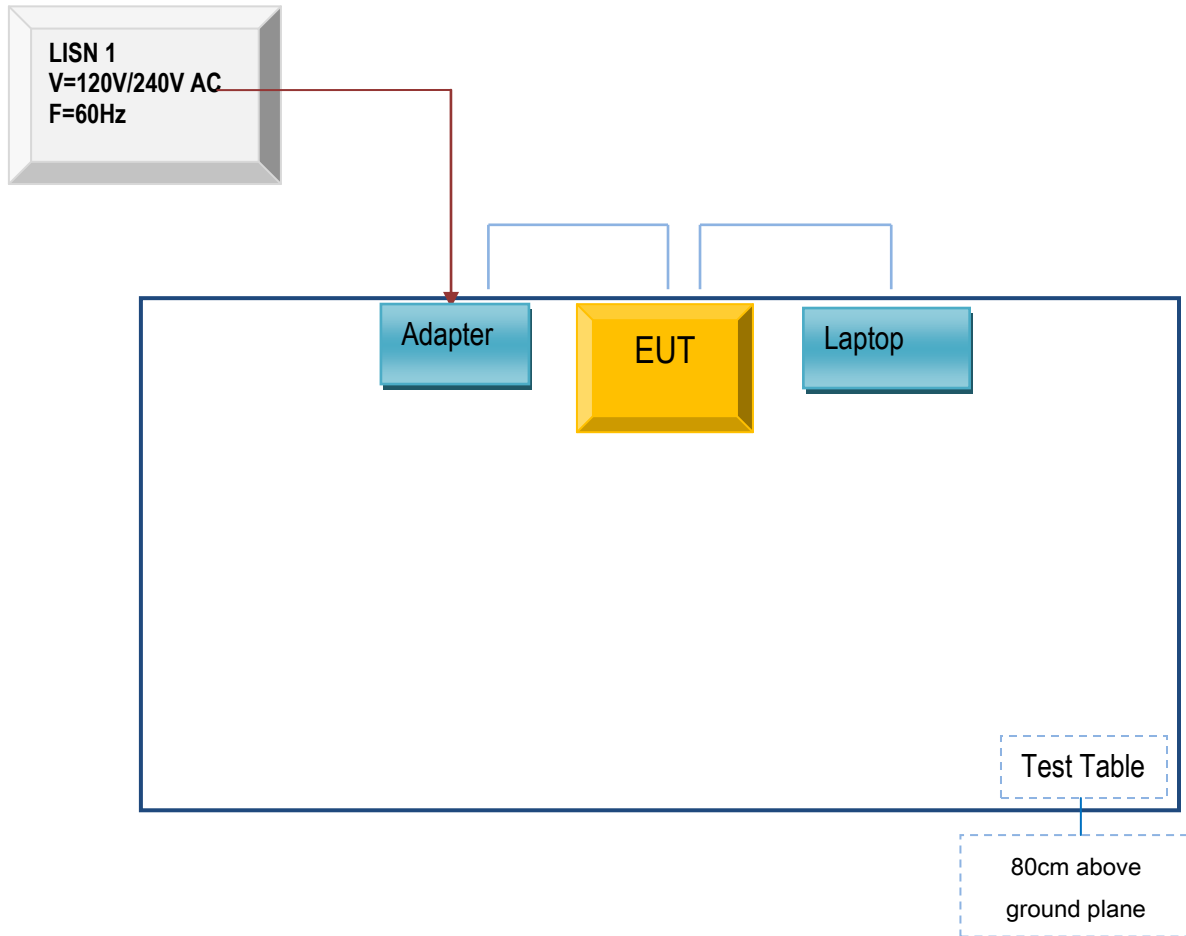 LISN 1
V=120V/240V AC
F=60Hz
Adapter
EUT
Laptop
Test Table
80cm above
ground plane